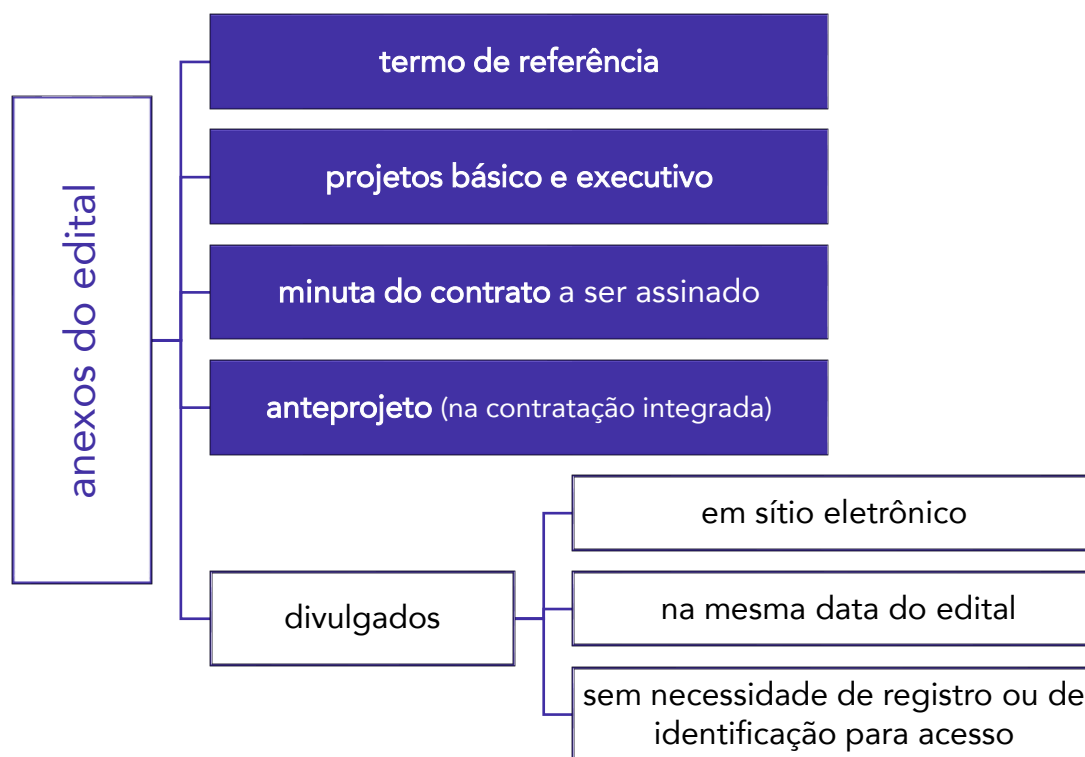 anexos do edital
termo de referência
projetos básico e executivo
minuta do contrato a ser assinado
anteprojeto (na contratação integrada)
divulgados
em sítio eletrônico
na mesma data do edital
sem necessidade de registro ou de
identificação para acesso